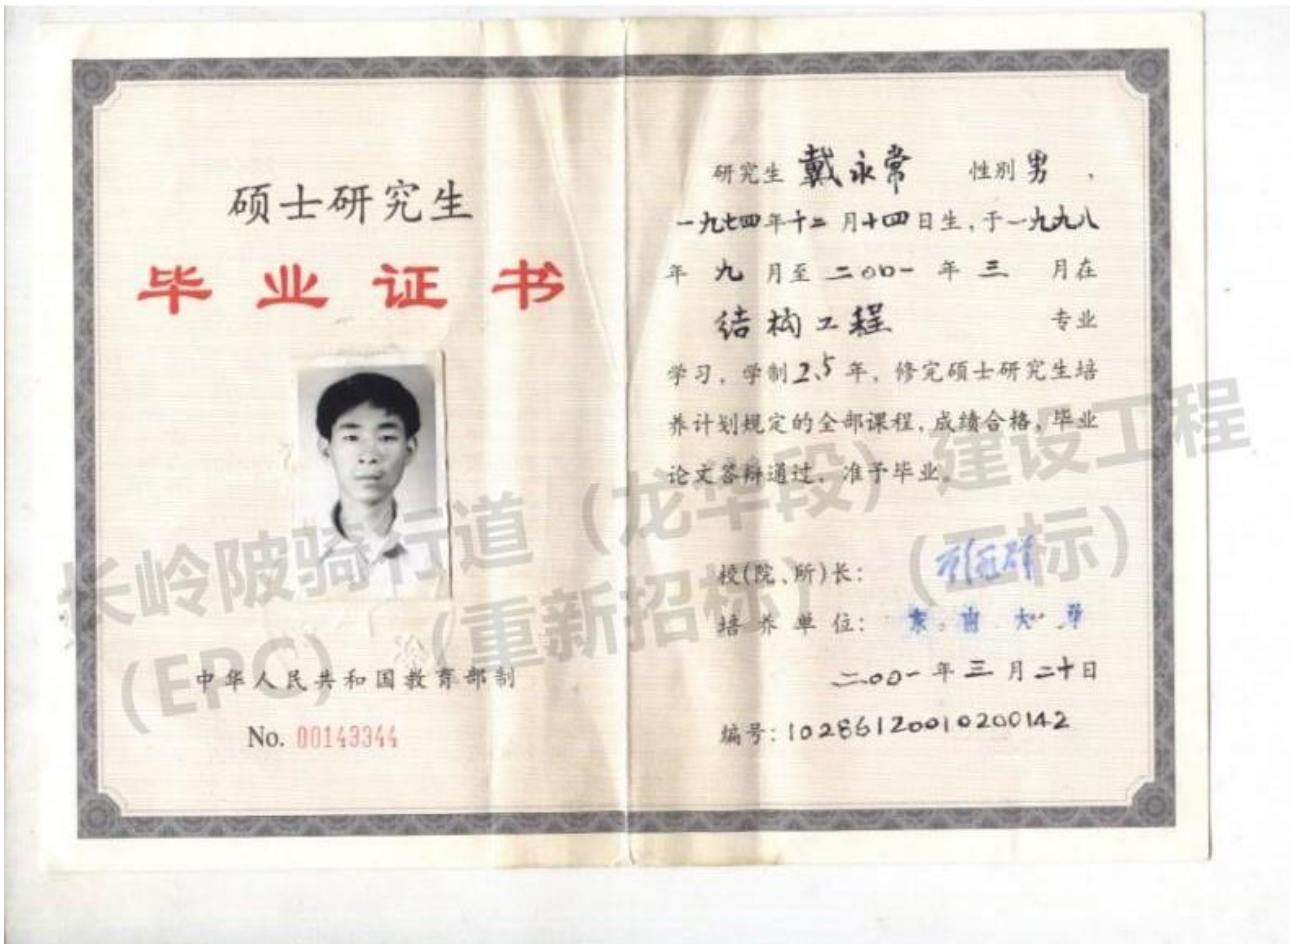 硕士研究生
毕业证书
中华人民共和国教育部制
No. 00143344
研究生 戴永常 性别 男 ，
一九七四年十二月十四日生，于一九九八
年 九 月至 二00一 年 三 月在
结构工程 专业
学习，学制2.5年，修完硕士研究生培
养计划规定的全部课程，成绩合格，毕业
论文答辩通过，准予毕业。
校(院、所)长：
培养单位：东南大学
二00一年三月二十日
编号：10286120010200142
长岭陂骑行道（龙华段）建设工程
（EPC）（重新招标）（正标）